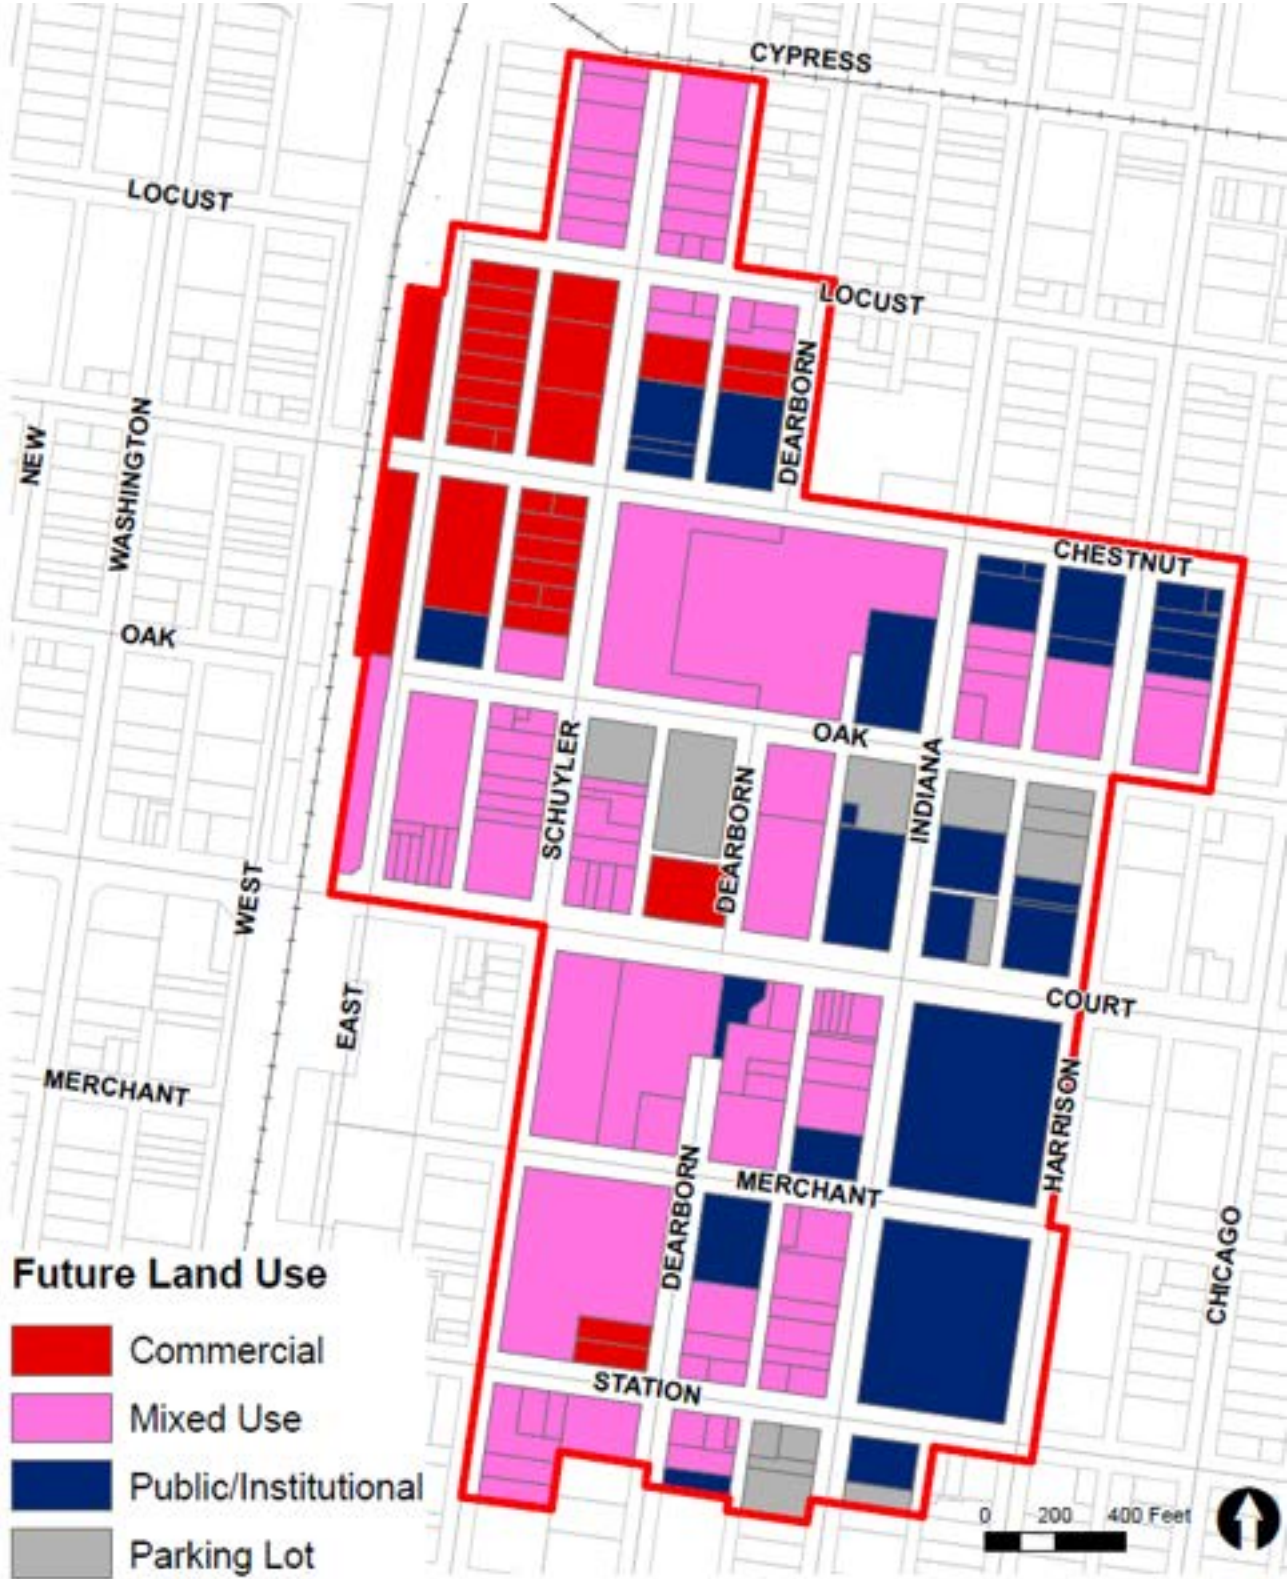 CYPRESS
LOCUST
LOCUST
DEARBORN
NEW
WASHINGTON
CHESTNUT
OAK
OAK
SCHUYLER
DEARBORN
INDIANA
WEST
EAST
COURT
HARRISON
MERCHANT
MERCHANT
DEARBORN
CHICAGO
STATION
Future Land Use
Commercial
Mixed Use
Public/Institutional
Parking Lot
0 200 400 Feet